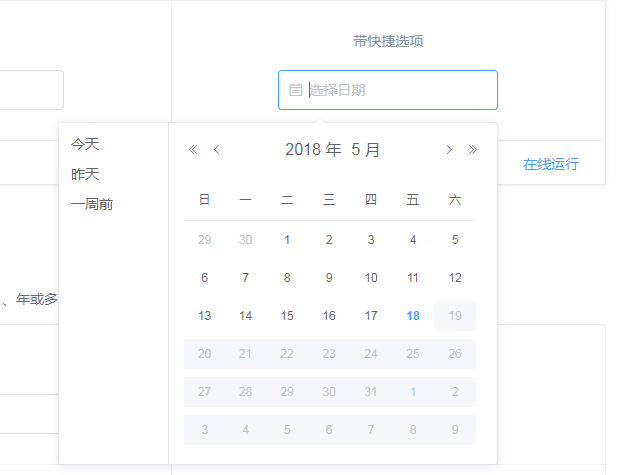 带快捷选项
选择日期
今天
昨天
一周前
2018 年 5 月
日 一 二 三 四 五 六
29 30 1 2 3 4 5
6 7 8 9 10 11 12
13 14 15 16 17 18 19
20 21 22 23 24 25 26
27 28 29 30 31 1 2
3 4 5 6 7 8 9
在线运行
、年或多